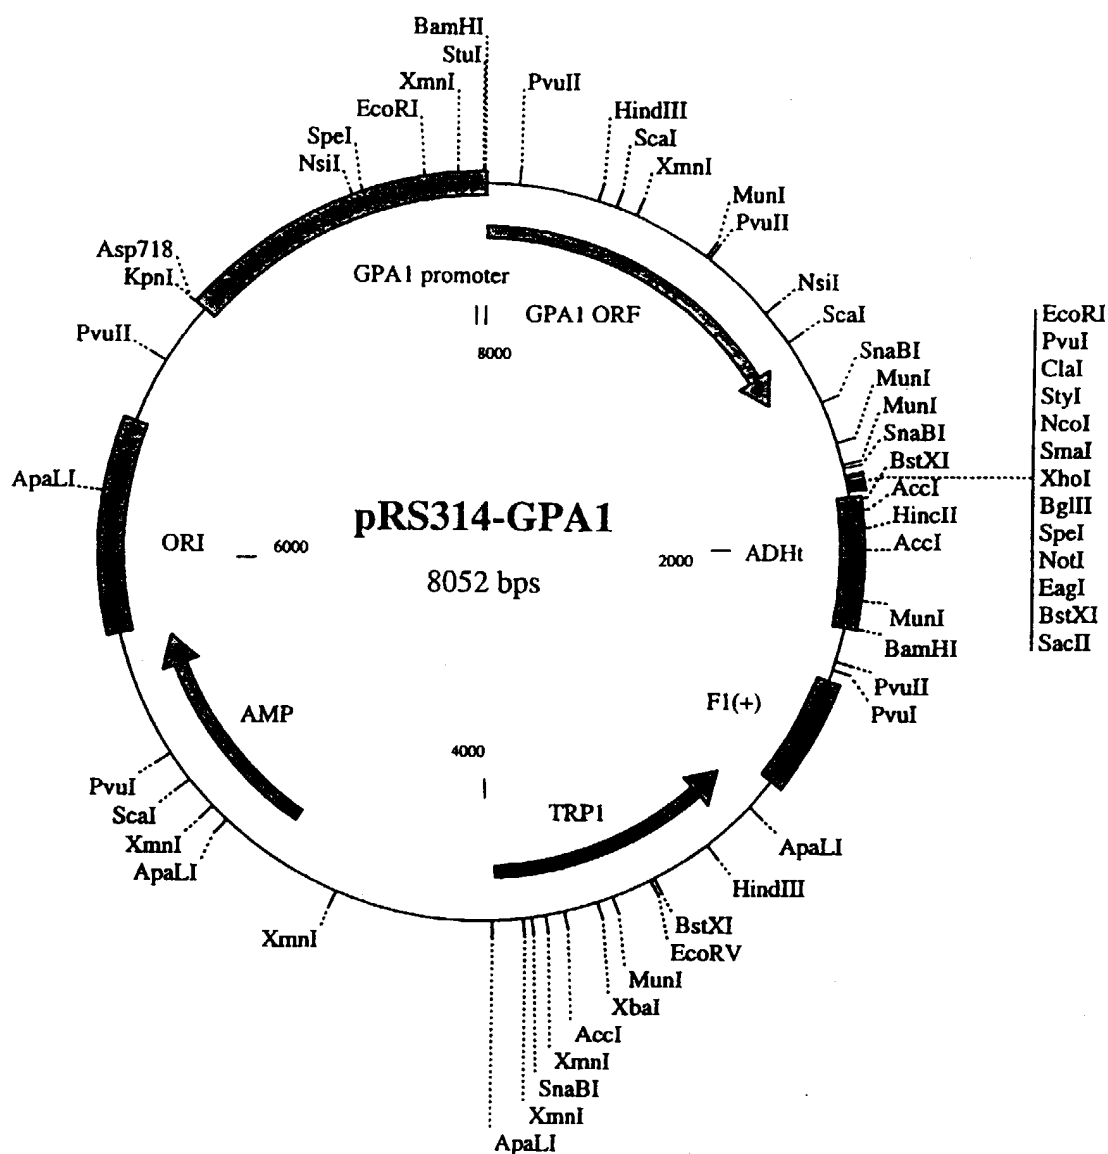 BamHI
StuI
XmnI
PvuII
EcoRI
HindIII
SpeI
ScaI
NsiI
XmnI
MunI
PvuII
Asp718
KpnI
GPA1 promoter
NsiI
GPA1 ORF
ScaI
EcoRI
PvuII
PvuI
SnaBI
8000
ClaI
MunI
StyI
MunI
NcoI
SnaBI
SmaI
BstXI
ApaLI
XhoI
AccI
pRS314-GPA1
BglII
HincII
SpeI
ORI
6000
2000
ADHt
AccI
NotI
8052 bps
EagI
MunI
BstXI
BamHI
SacII
PvuII
F1(+)
AMP
PvuI
4000
PvuI
ScaI
TRP1
XmnI
ApaLI
ApaLI
HindIII
XmnI
BstXI
EcoRV
MunI
XbaI
AccI
XmnI
SnaBI
XmnI
ApaLI